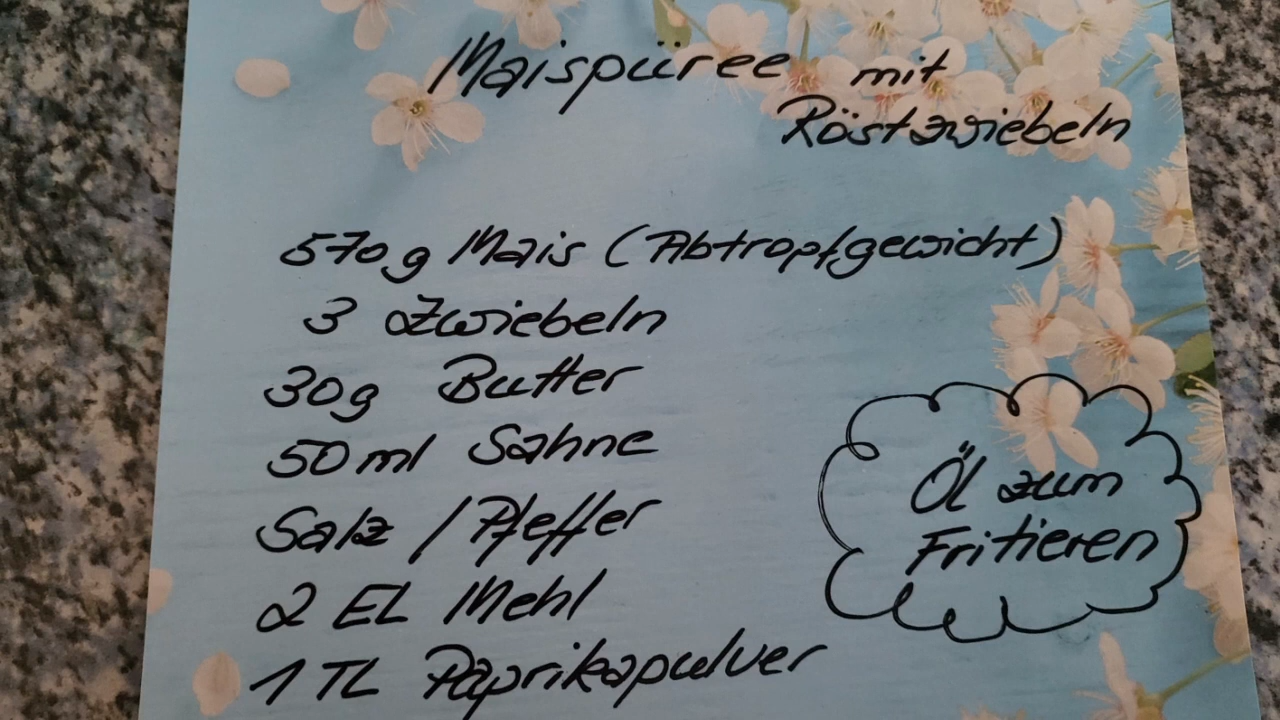 Maispüree mit
Röstzwiebeln
570g Mais (Abtropfgewicht)
3 Zwiebeln
30g Butter
50ml Sahne
Salz / Pfeffer
2 EL Mehl
1 TL Paprikapulver
Öl zum
Fritieren